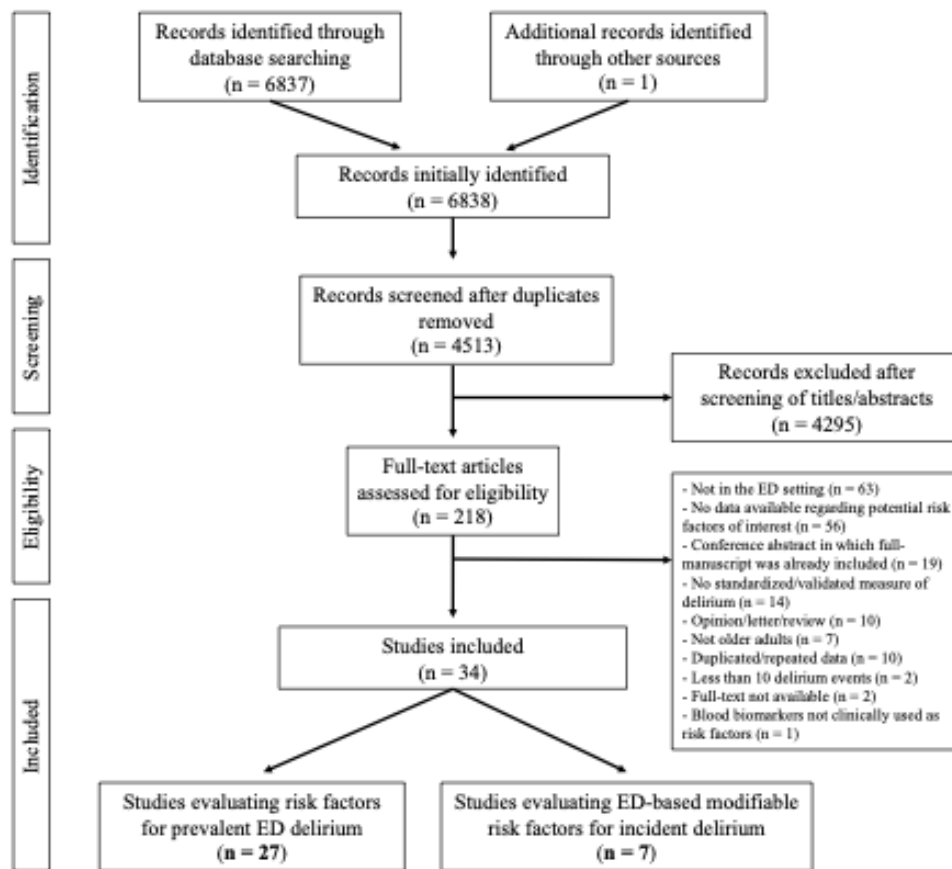 Identification
Records identified through
database searching
(n = 6837)
Additional records identified
through other sources
(n = 1)
Records initially identified
(n = 6838)
Screening
Records screened after duplicates
removed
(n = 4513)
Records excluded after
screening of titles/abstracts
(n = 4295)
Eligibility
Full-text articles
assessed for eligibility
(n = 218)
- Not in the ED setting (n = 63)
- No data available regarding potential risk
factors of interest (n = 56)
- Conference abstract in which full-
manuscript was already included (n = 19)
- No standardized/validated measure of
delirium (n = 14)
- Opinion/letter/review (n = 10)
- Not older adults (n = 7)
- Duplicated/repeated data (n = 10)
- Less than 10 delirium events (n = 2)
- Full-text not available (n = 2)
- Blood biomarkers not clinically used as
risk factors (n = 1)
Included
Studies included
(n = 34)
Studies evaluating risk factors
for prevalent ED delirium
(n = 27)
Studies evaluating ED-based modifiable
risk factors for incident delirium
(n = 7)